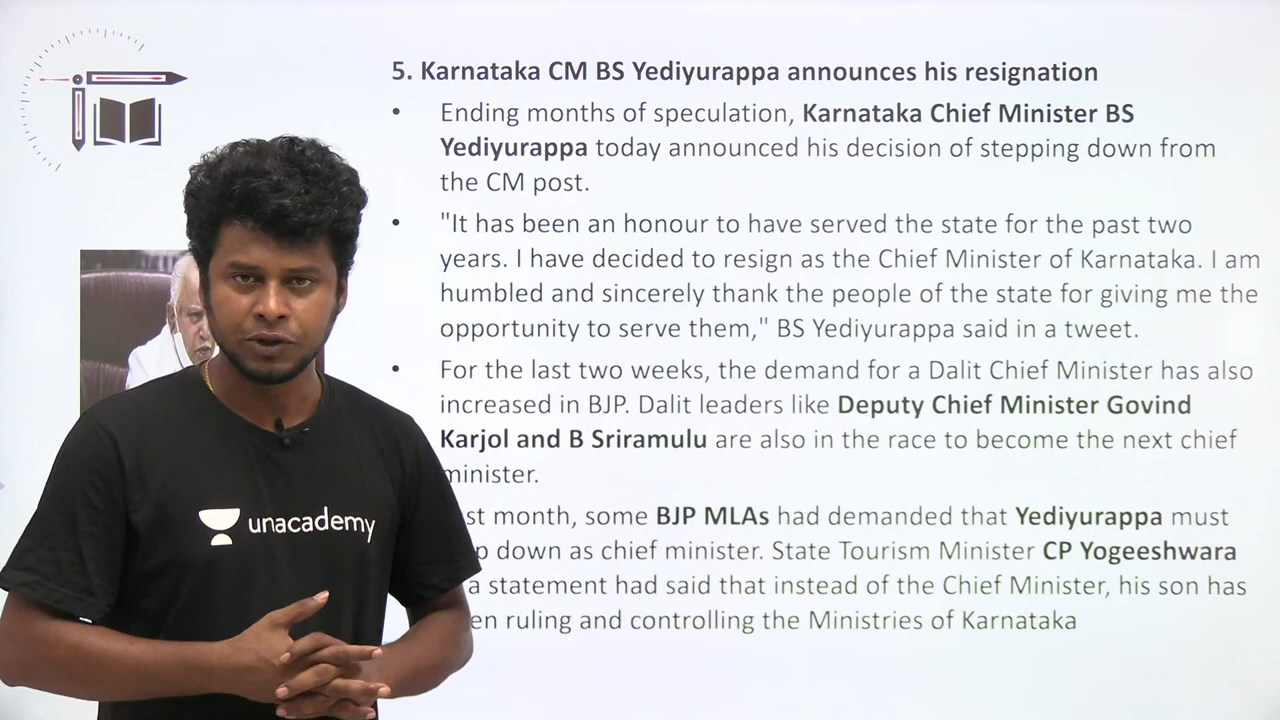 5. Karnataka CM BS Yediyurappa announces his resignation
• Ending months of speculation, Karnataka Chief Minister BS
Yediyurappa today announced his decision of stepping down from
the CM post.
• "It has been an honour to have served the state for the past two
years. I have decided to resign as the Chief Minister of Karnataka. I am
humbled and sincerely thank the people of the state for giving me the
opportunity to serve them," BS Yediyurappa said in a tweet.
• For the last two weeks, the demand for a Dalit Chief Minister has also
increased in BJP. Dalit leaders like Deputy Chief Minister Govind
Karjol and B Sriramulu are also in the race to become the next chief
minister.
month, some BJP MLAs had demanded that Yediyurappa must
down as chief minister. State Tourism Minister CP Yogeeshwara
a statement had said that instead of the Chief Minister, his son has
ruling and controlling the Ministries of Karnataka
unacademy